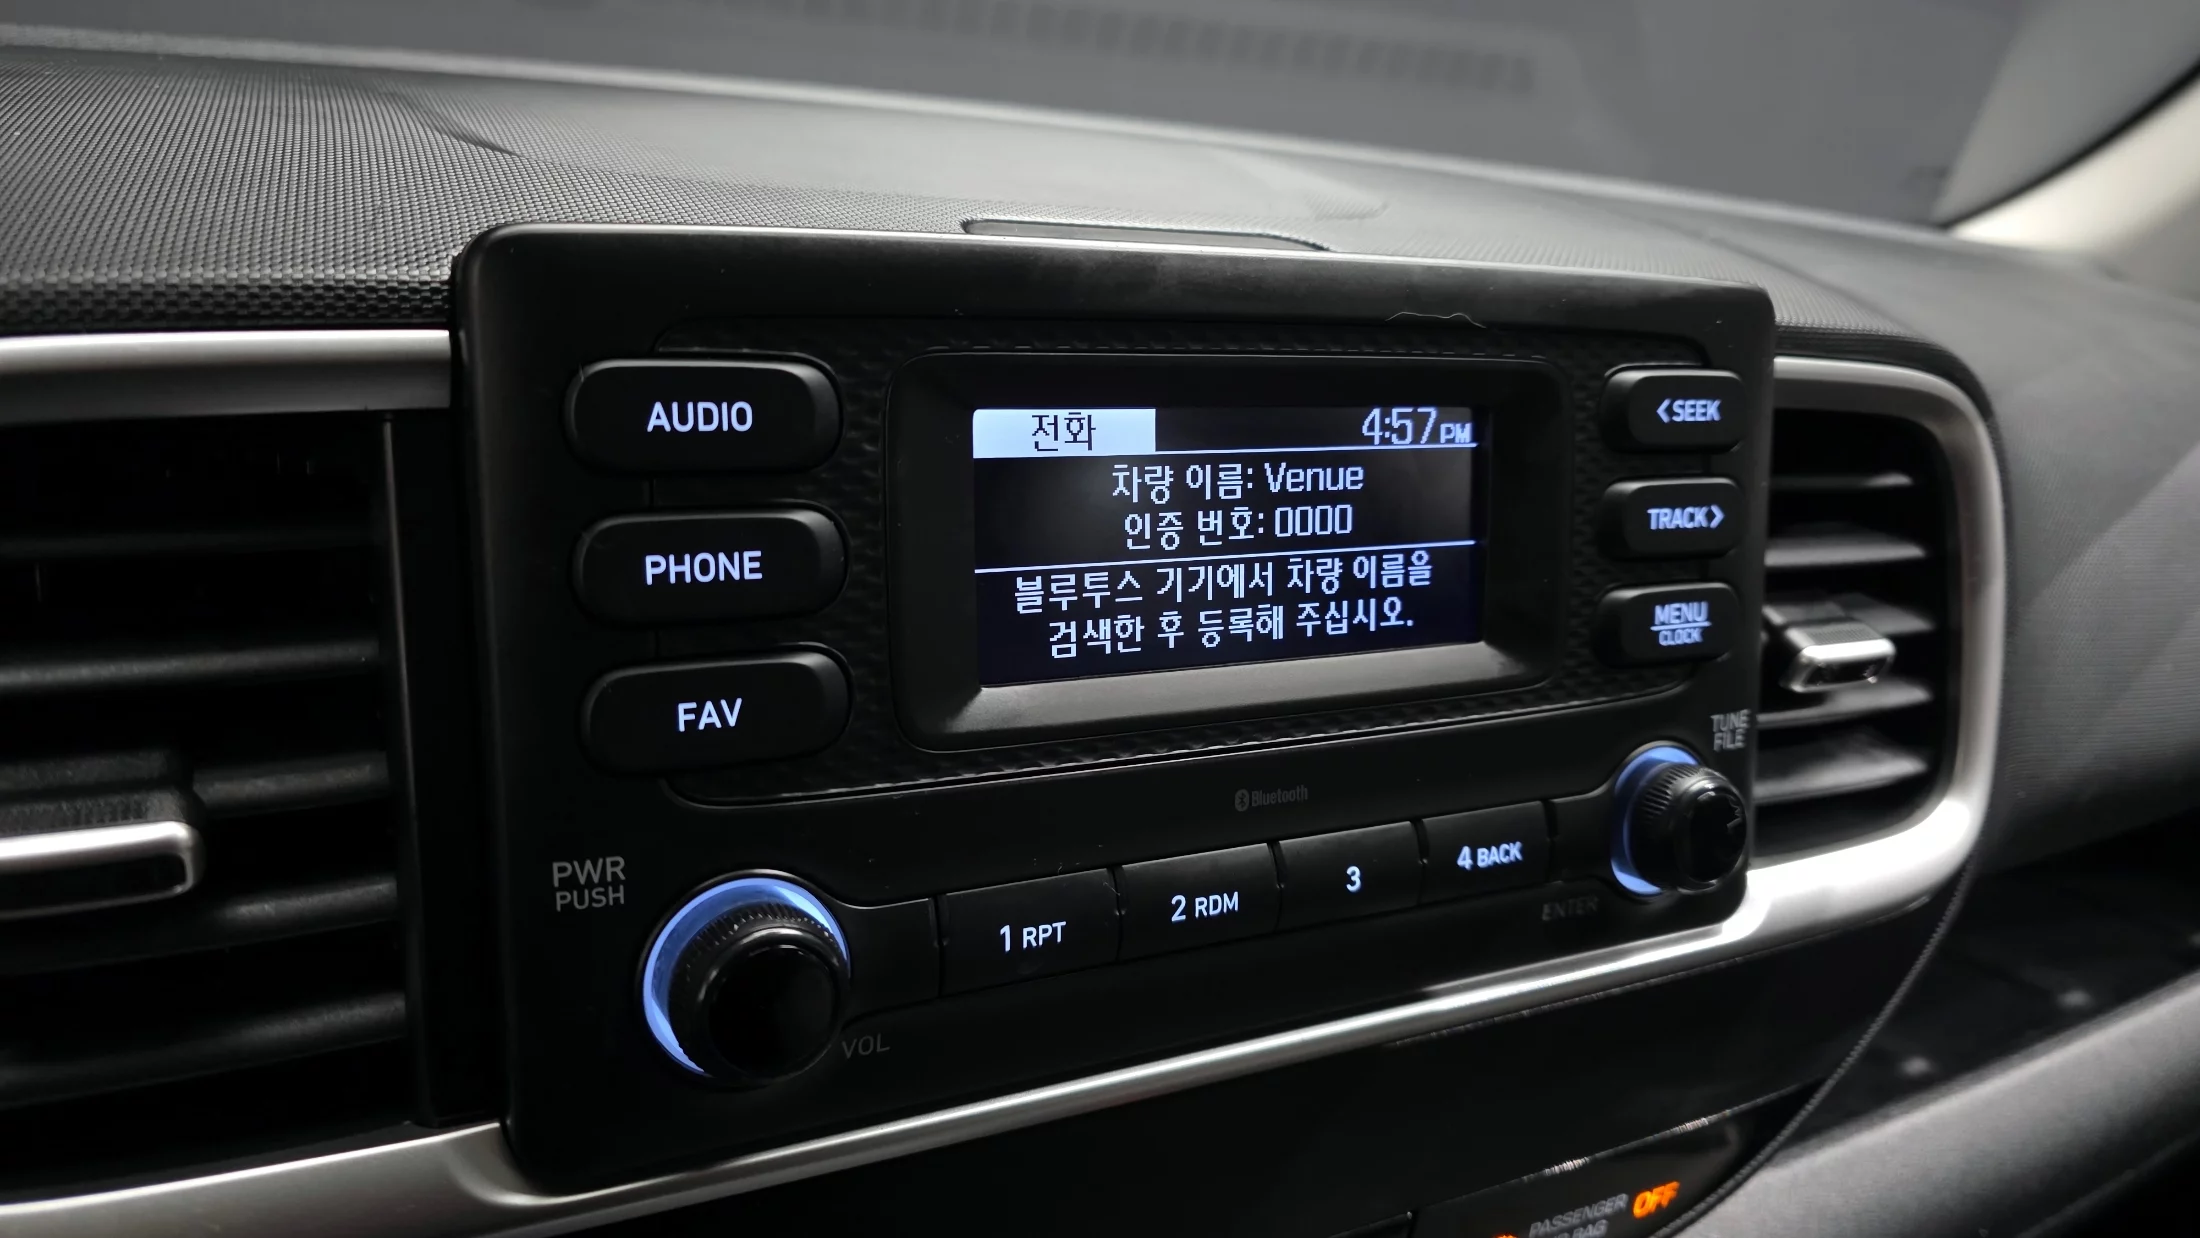 AUDIO
PHONE
FAV
전화
4:57 PM
차량 이름: Venue
인증 번호: 0000
블루투스 기기에서 차량 이름을
검색한 후 등록해 주십시오.
<SEEK
TRACK>
MENU
CLOCK
TUNE
FILE
Bluetooth
PWR
PUSH
VOL
1 RPT
2 RDM
3
4 BACK
ENTER
PASSENGER OFF
BAG